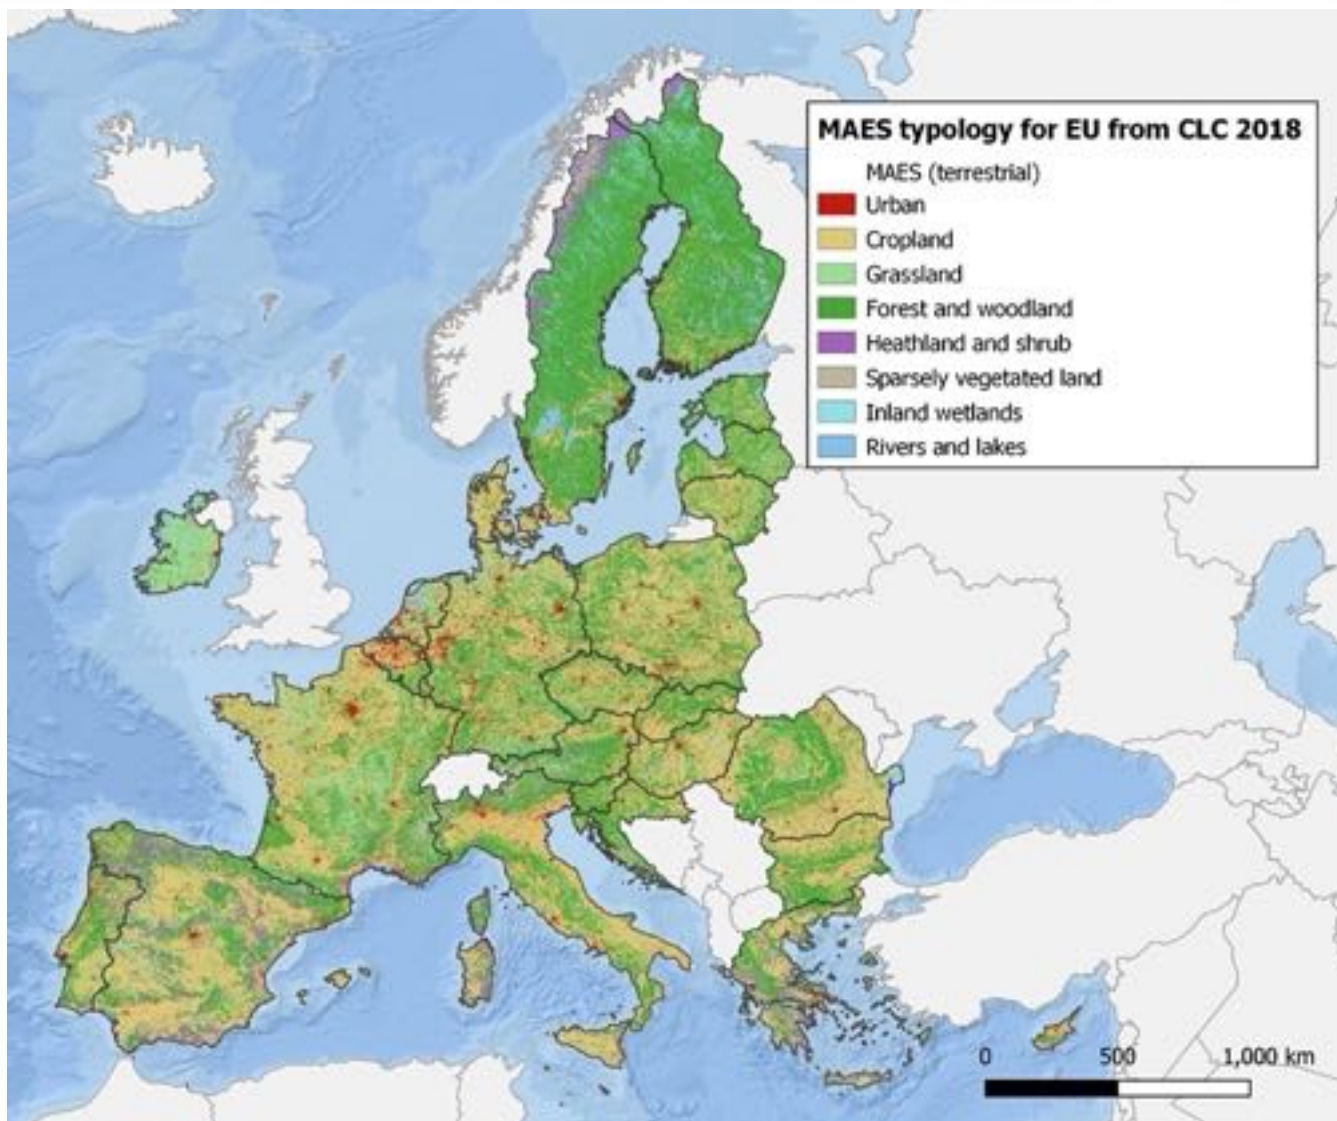 MAES typology for EU from CLC 2018
MAES (terrestrial)
Urban
Cropland
Grassland
Forest and woodland
Heathland and shrub
Sparsely vegetated land
Inland wetlands
Rivers and lakes
0 500 1,000 km